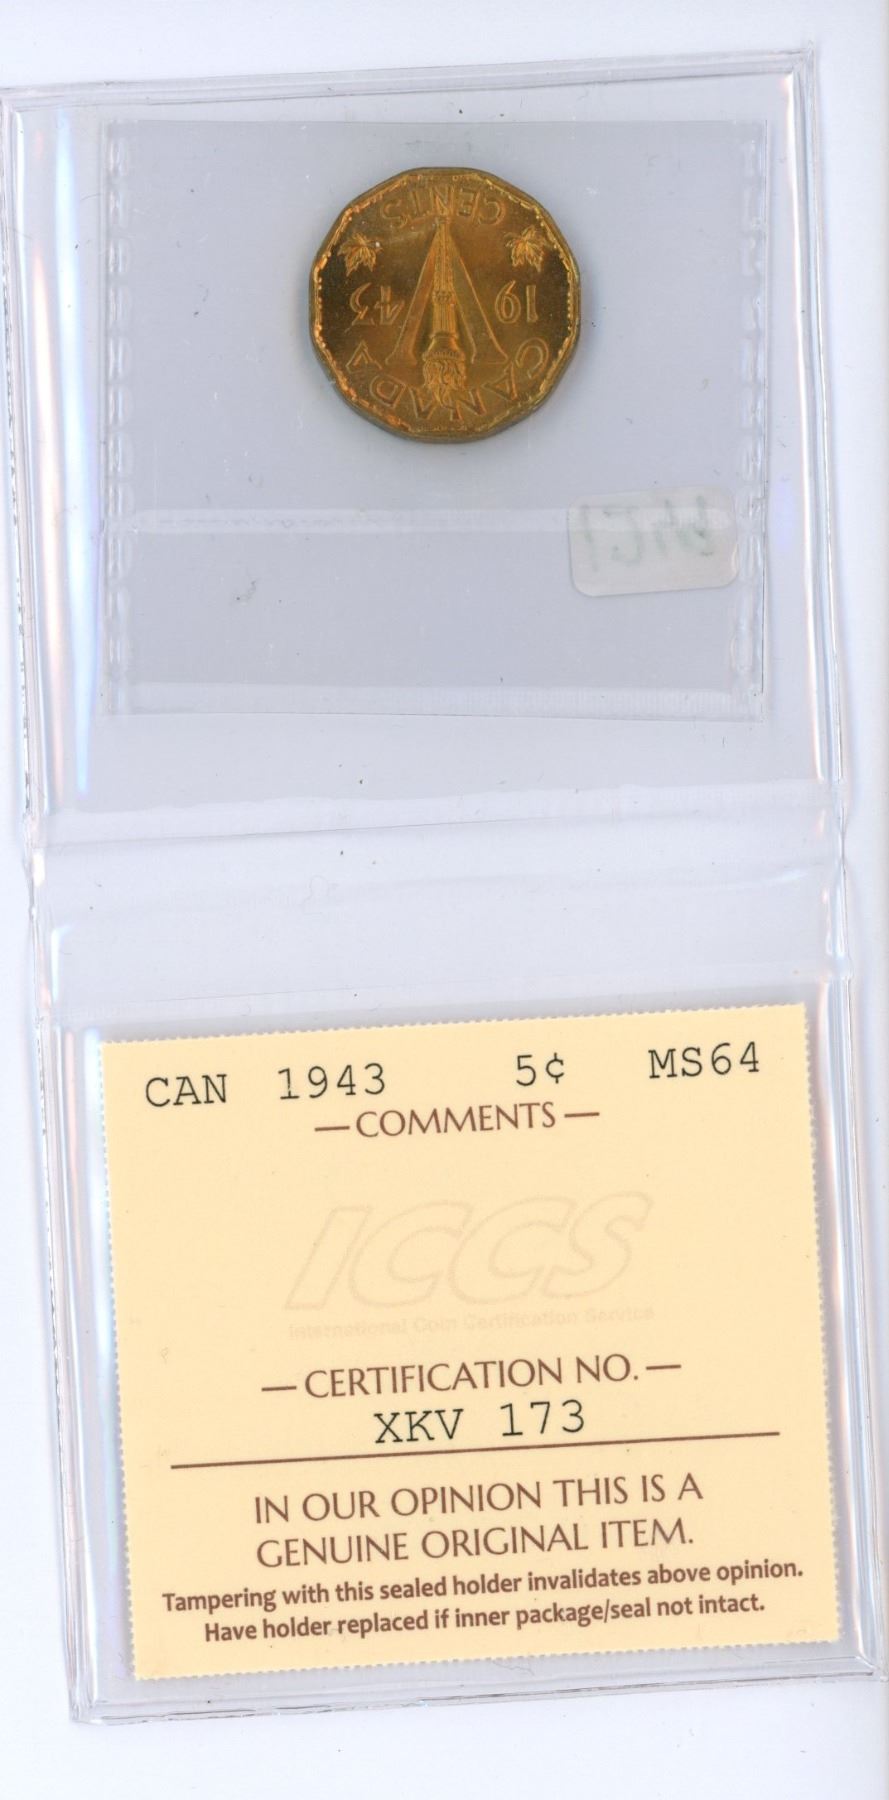 CENTS
19 43
CANADA
CAN 1943 5¢ MS64
—COMMENTS—
ICCS
International Coin Certification Service
—CERTIFICATION NO.—
XKV 173
IN OUR OPINION THIS IS A
GENUINE ORIGINAL ITEM.
Tampering with this sealed holder invalidates above opinion.
Have holder replaced if inner package/seal not intact.